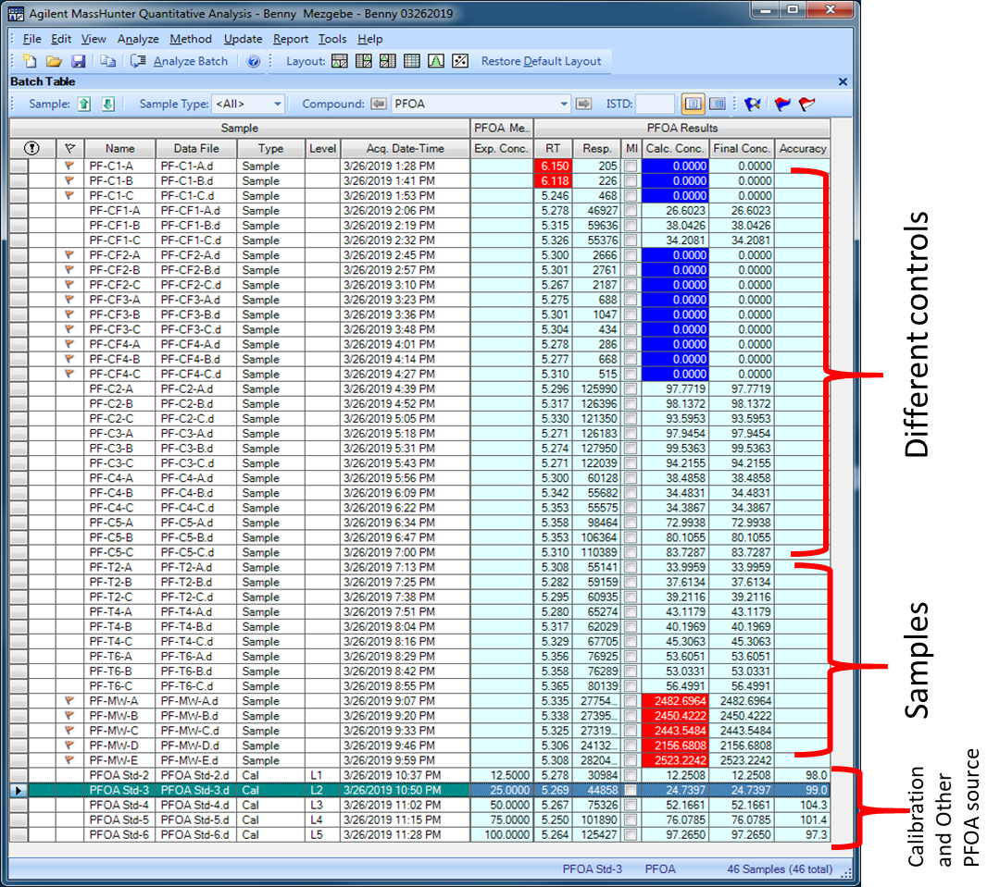 Agilent MassHunter Quantitative Analysis - Benny Mezgebe - Benny 03262019
File Edit View Analyze Method Update Report Tools Help
Analyze Batch Layout: Restore Default Layout
Batch Table
Sample: Sample Type: <All> Compound: PFOA ISTD:
Sample PFOA Me... PFOA Results
Name Data File Type Level Acq. Date-Time Exp. Conc. RT Resp. MI Calc. Conc. Final Conc. Accuracy
PF-C1-A PF-C1-A.d Sample 3/26/2019 1:28 PM 6.150 205 0.0000 0.0000
PF-C1-B PF-C1-B.d Sample 3/26/2019 1:41 PM 6.118 226 0.0000 0.0000
PF-C1-C PF-C1-C.d Sample 3/26/2019 1:53 PM 5.246 468 0.0000 0.0000
PF-CF1-A PF-CF1-A.d Sample 3/26/2019 2:06 PM 5.278 46927 26.6023 26.6023
PF-CF1-B PF-CF1-B.d Sample 3/26/2019 2:19 PM 5.315 59636 38.0426 38.0426
PF-CF1-C PF-CF1-C.d Sample 3/26/2019 2:32 PM 5.326 55376 34.2081 34.2081
PF-CF2-A PF-CF2-A.d Sample 3/26/2019 2:45 PM 5.300 2666 0.0000 0.0000
PF-CF2-B PF-CF2-B.d Sample 3/26/2019 2:57 PM 5.301 2761 0.0000 0.0000
PF-CF2-C PF-CF2-C.d Sample 3/26/2019 3:10 PM 5.267 2187 0.0000 0.0000
PF-CF3-A PF-CF3-A.d Sample 3/26/2019 3:23 PM 5.275 688 0.0000 0.0000
PF-CF3-B PF-CF3-B.d Sample 3/26/2019 3:36 PM 5.301 1047 0.0000 0.0000
PF-CF3-C PF-CF3-C.d Sample 3/26/2019 3:48 PM 5.304 434 0.0000 0.0000
PF-CF4-A PF-CF4-A.d Sample 3/26/2019 4:01 PM 5.278 286 0.0000 0.0000
PF-CF4-B PF-CF4-B.d Sample 3/26/2019 4:14 PM 5.277 668 0.0000 0.0000
PF-CF4-C PF-CF4-C.d Sample 3/26/2019 4:27 PM 5.310 515 0.0000 0.0000
PF-C2-A PF-C2-A.d Sample 3/26/2019 4:39 PM 5.296 125990 97.7719 97.7719
PF-C2-B PF-C2-B.d Sample 3/26/2019 4:52 PM 5.317 126396 98.1372 98.1372
PF-C2-C PF-C2-C.d Sample 3/26/2019 5:05 PM 5.330 121350 93.5953 93.5953
PF-C3-A PF-C3-A.d Sample 3/26/2019 5:18 PM 5.271 126183 97.9454 97.9454
PF-C3-B PF-C3-B.d Sample 3/26/2019 5:31 PM 5.274 127950 99.5363 99.5363
PF-C3-C PF-C3-C.d Sample 3/26/2019 5:43 PM 5.271 122039 94.2155 94.2155
PF-C4-A PF-C4-A.d Sample 3/26/2019 5:56 PM 5.300 60128 38.4858 38.4858
PF-C4-B PF-C4-B.d Sample 3/26/2019 6:09 PM 5.342 55682 34.4831 34.4831
PF-C4-C PF-C4-C.d Sample 3/26/2019 6:22 PM 5.353 55575 34.3867 34.3867
PF-C5-A PF-C5-A.d Sample 3/26/2019 6:34 PM 5.358 98464 72.9938 72.9938
PF-C5-B PF-C5-B.d Sample 3/26/2019 6:47 PM 5.353 106364 80.1055 80.1055
PF-C5-C PF-C5-C.d Sample 3/26/2019 7:00 PM 5.310 110389 83.7287 83.7287
PF-T2-A PF-T2-A.d Sample 3/26/2019 7:13 PM 5.308 55141 33.9959 33.9959
PF-T2-B PF-T2-B.d Sample 3/26/2019 7:25 PM 5.282 59159 37.6134 37.6134
PF-T2-C PF-T2-C.d Sample 3/26/2019 7:38 PM 5.295 60935 39.2116 39.2116
PF-T4-A PF-T4-A.d Sample 3/26/2019 7:51 PM 5.280 65274 43.1179 43.1179
PF-T4-B PF-T4-B.d Sample 3/26/2019 8:04 PM 5.317 62029 40.1969 40.1969
PF-T4-C PF-T4-C.d Sample 3/26/2019 8:16 PM 5.329 67705 45.3063 45.3063
PF-T6-A PF-T6-A.d Sample 3/26/2019 8:29 PM 5.356 76925 53.6051 53.6051
PF-T6-B PF-T6-B.d Sample 3/26/2019 8:42 PM 5.358 76289 53.0331 53.0331
PF-T6-C PF-T6-C.d Sample 3/26/2019 8:55 PM 5.365 80139 56.4991 56.4991
PF-MW-A PF-MW-A.d Sample 3/26/2019 9:07 PM 5.335 27754... 2482.6964 2482.6964
PF-MW-B PF-MW-B.d Sample 3/26/2019 9:20 PM 5.338 27395... 2450.4222 2450.4222
PF-MW-C PF-MW-C.d Sample 3/26/2019 9:33 PM 5.325 27319... 2443.5484 2443.5484
PF-MW-D PF-MW-D.d Sample 3/26/2019 9:46 PM 5.306 24132... 2156.6808 2156.6808
PF-MW-E PF-MW-E.d Sample 3/26/2019 9:59 PM 5.308 28204... 2523.2242 2523.2242
PFOA Std-2 PFOA Std-2.d Cal L1 3/26/2019 10:37 PM 12.5000 5.278 30984 12.2508 12.2508 98.0
PFOA Std-3 PFOA Std-3.d Cal L2 3/26/2019 10:50 PM 25.0000 5.269 44858 24.7397 24.7397 99.0
PFOA Std-4 PFOA Std-4.d Cal L3 3/26/2019 11:02 PM 50.0000 5.267 75326 52.1661 52.1661 104.3
PFOA Std-5 PFOA Std-5.d Cal L4 3/26/2019 11:15 PM 75.0000 5.250 101890 76.0785 76.0785 101.4
PFOA Std-6 PFOA Std-6.d Cal L5 3/26/2019 11:28 PM 100.0000 5.264 125427 97.2650 97.2650 97.3
PFOA Std-3 PFOA 46 Samples (46 total)
Different controls
Samples
Calibration
and Other
PFOA source